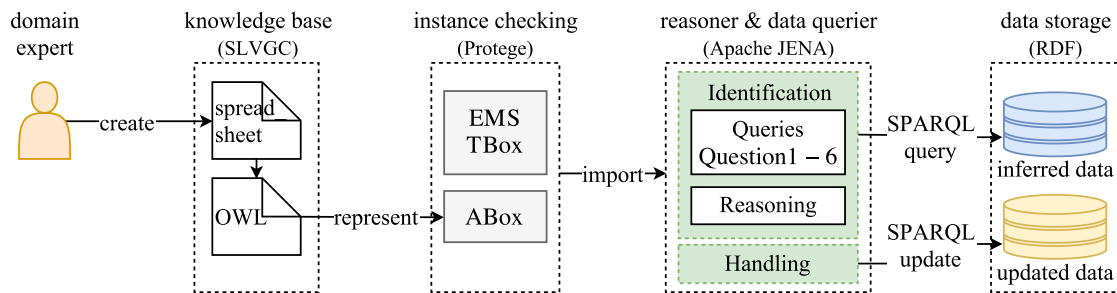 domain
expert
create
knowledge base
(SLVGC)
spread_
sheet
OWL
represent
instance checking
(Protege)
EMS
TBox
ABox
import
reasoner & data querier
(Apache JENA)
Identification
Queries
Question1 − 6
Reasoning
Handling
SPARQL
query
SPARQL
update
data storage
(RDF)
inferred data
updated data